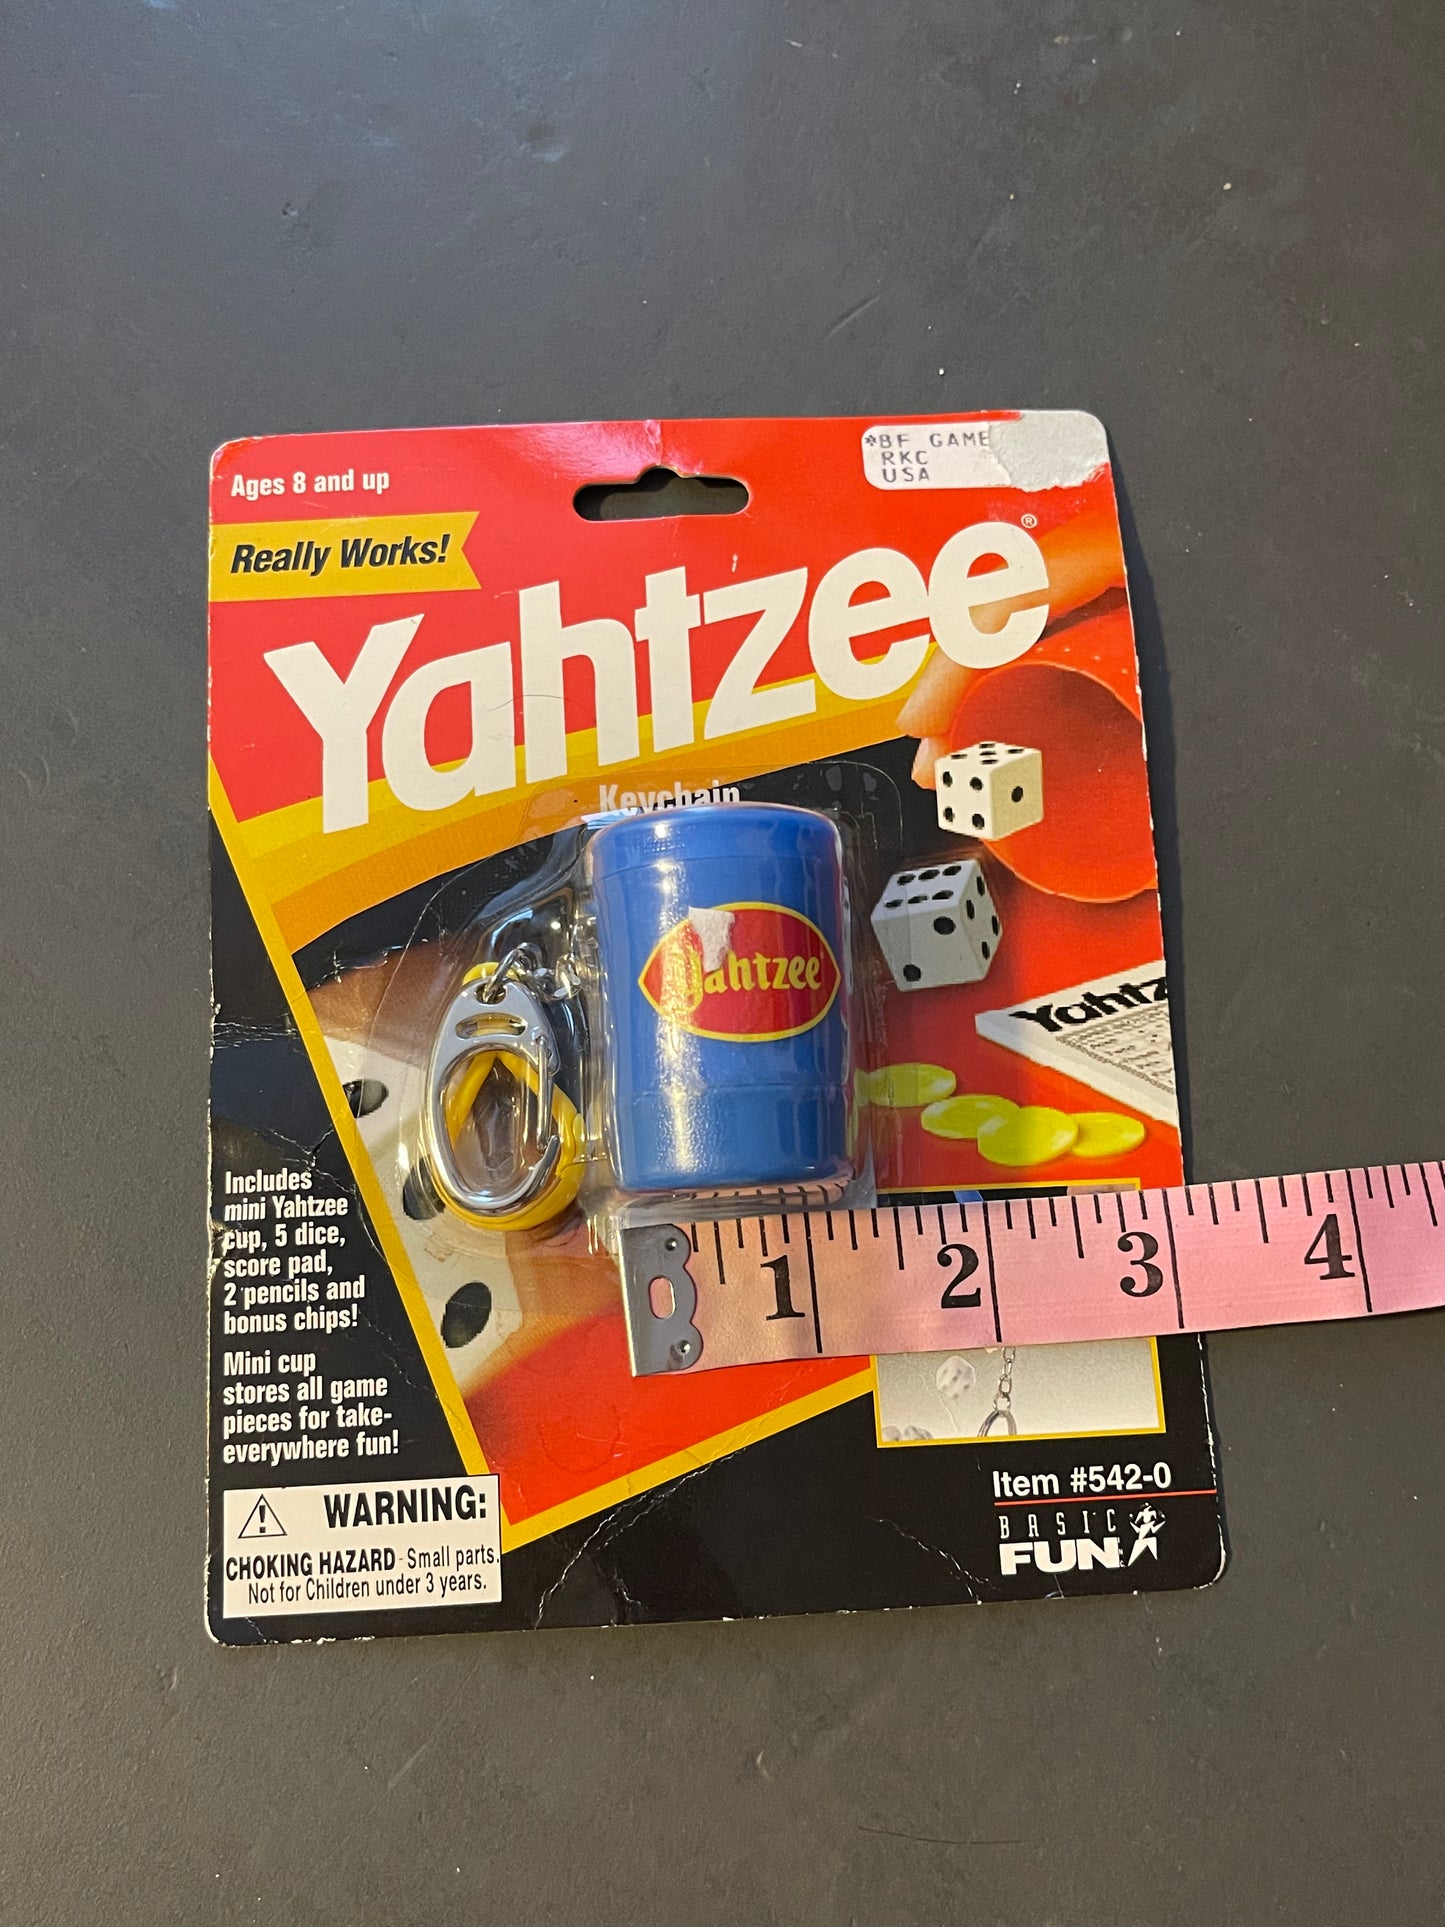 Ages 8 and up
*BF GAME
RKC
USA
Really Works!
Yahtzee®
Keychain
Yahtzee
Yahtz
Includes
mini Yahtzee
cup, 5 dice,
score pad,
2 pencils and
bonus chips!
Mini cup
stores all game
pieces for take-
everywhere fun!
1 2 3 4
Item #542-0
BASIC
FUN
WARNING:
CHOKING HAZARD - Small parts.
Not for Children under 3 years.